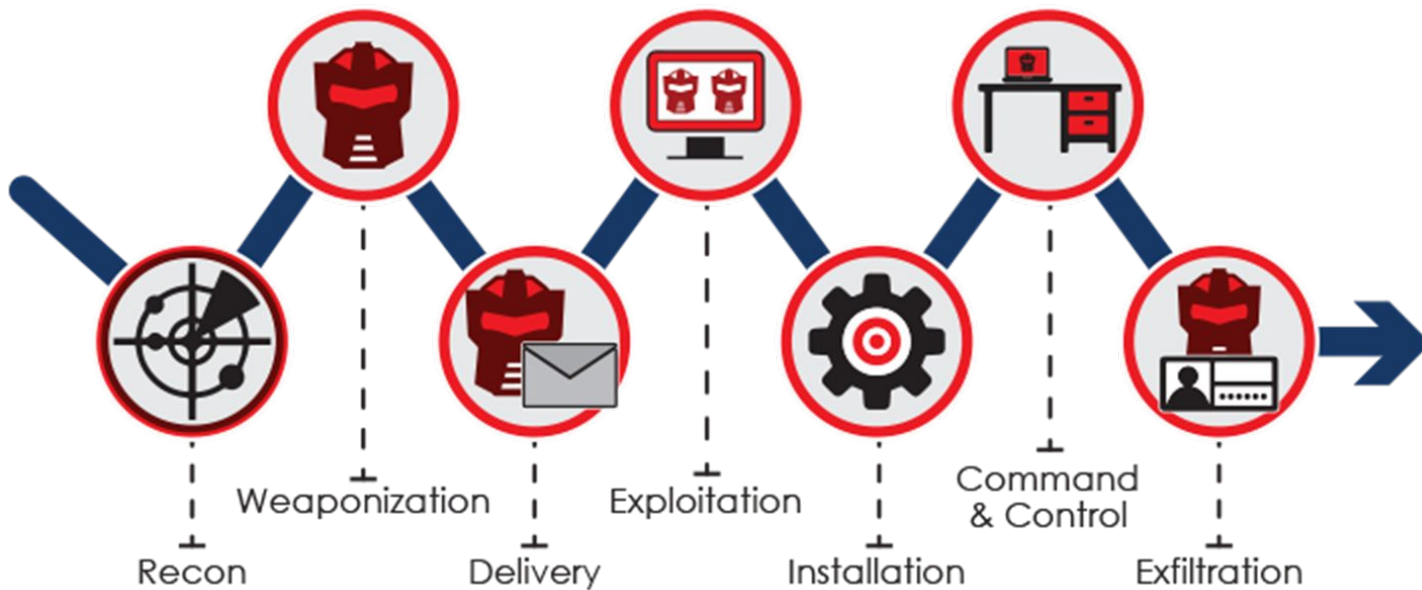 Recon
Weaponization
Delivery
Exploitation
Installation
Command
& Control
Exfiltration